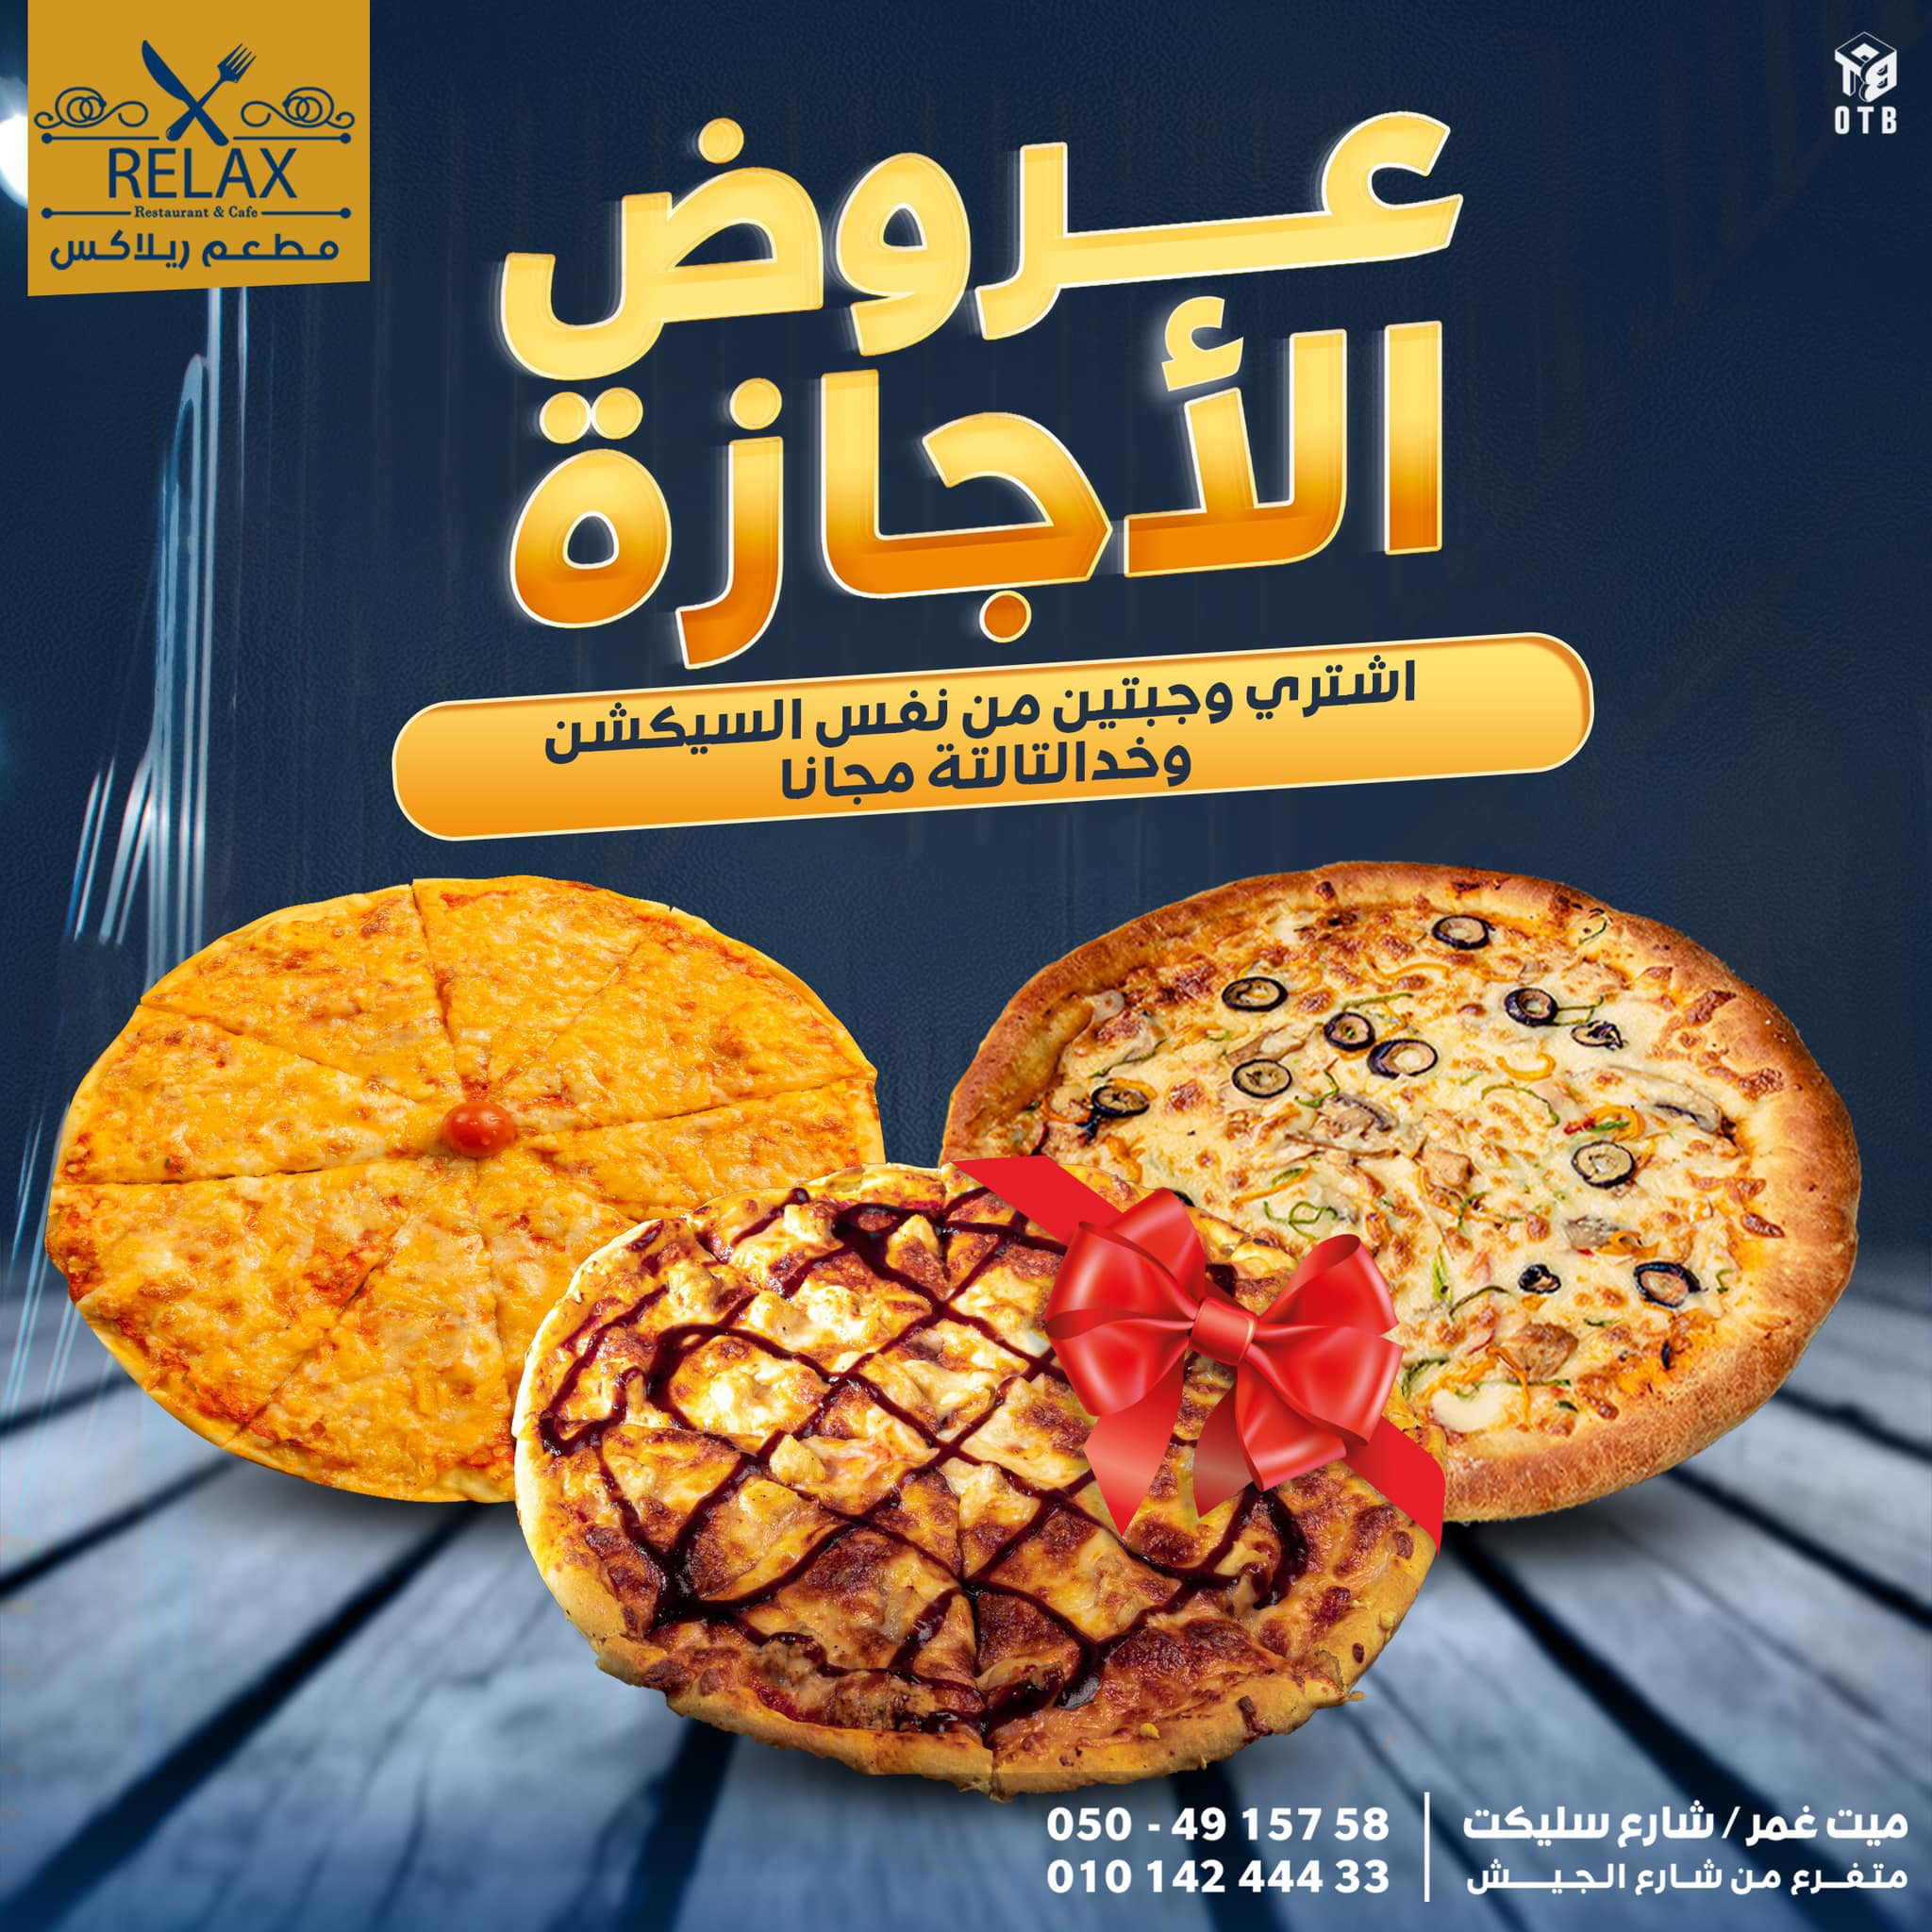 RELAX
Restaurant & Cafe
مطعم ريلاكس
OTB
عروض
الأجازة
اشتري وجبتين من نفس السيكشن
وخدالتالتة مجانا
ميت غمر / شارع سليكت
متفرع من شارع الجيش
050 - 49 157 58
010 142 444 33